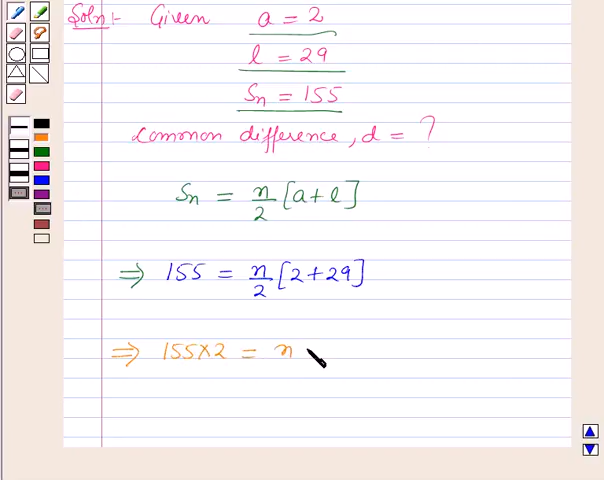 Soln:- Given a = 2
l = 29
Sn = 155
common difference, d = ?
Sn = n/2 [a+l]
⇒ 155 = n/2 [2+29]
⇒ 155×2 = n